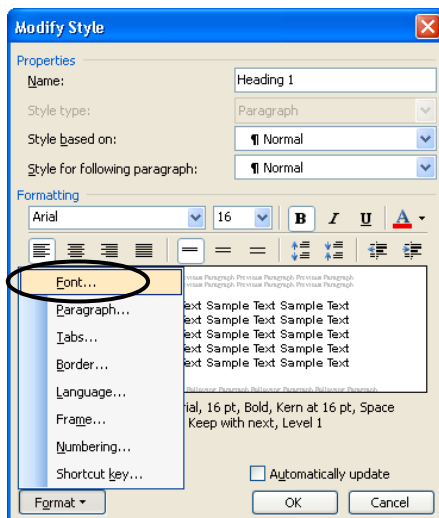 Modify Style
Properties
Name: Heading 1
Style type: Paragraph
Style based on: ¶ Normal
Style for following paragraph: ¶ Normal
Formatting
Arial 16 B I U A
Previous Paragraph Previous Paragraph
Previous Paragraph Previous Paragraph
Font...
ext Sample Text Sample Text
Paragraph...
ext Sample Text Sample Text
ext Sample Text Sample Text
Tabs...
ext Sample Text Sample Text
ext Sample Text Sample Text
Border...
Following Paragraph Following Paragraph
Language...
ial, 16 pt, Bold, Kern at 16 pt, Space
Frame...
Keep with next, Level 1
Numbering...
Shortcut key...
Automatically update
Format OK Cancel